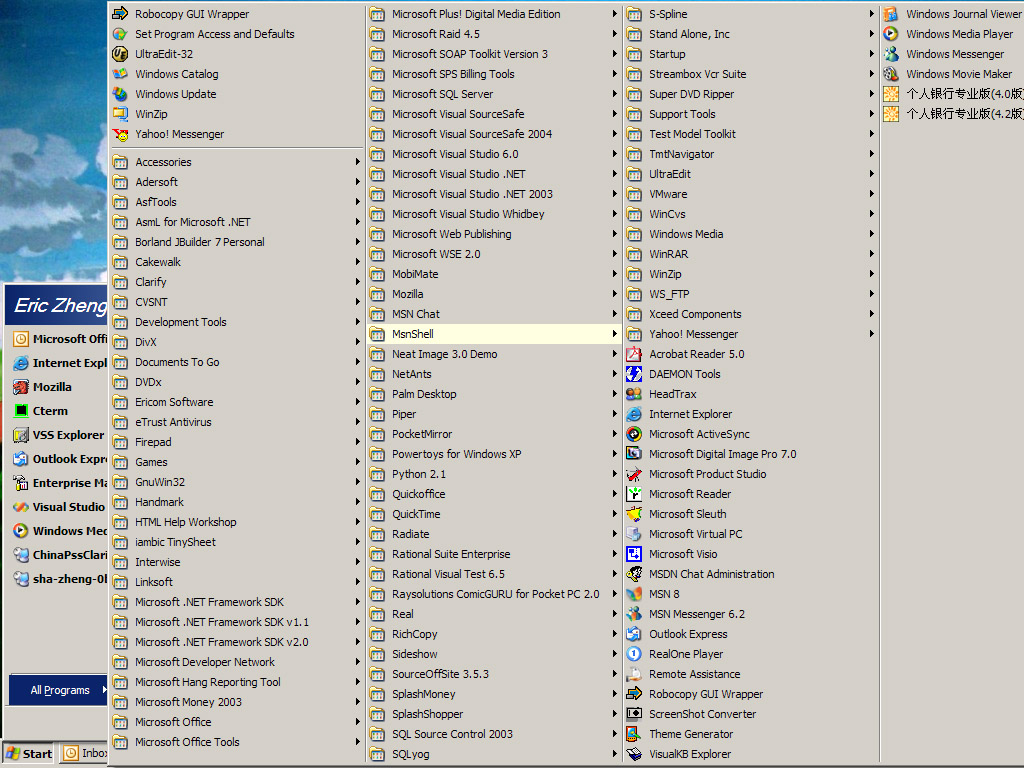 Robocopy GUI Wrapper
Set Program Access and Defaults
UltraEdit-32
Windows Catalog
Windows Update
WinZip
Yahoo! Messenger
Accessories
Adersoft
AsfTools
AsmL for Microsoft .NET
Borland JBuilder 7 Personal
Cakewalk
Clarify
CVSNT
Development Tools
DivX
Documents To Go
DVDx
Ericom Software
eTrust Antivirus
Firepad
Games
GnuWin32
Handmark
HTML Help Workshop
iambic TinySheet
Interwise
Linksoft
Microsoft .NET Framework SDK
Microsoft .NET Framework SDK v1.1
Microsoft .NET Framework SDK v2.0
Microsoft Developer Network
Microsoft Hang Reporting Tool
Microsoft Money 2003
Microsoft Office
Microsoft Office Tools
Microsoft Plus! Digital Media Edition
Microsoft Raid 4.5
Microsoft SOAP Toolkit Version 3
Microsoft SPS Billing Tools
Microsoft SQL Server
Microsoft Visual SourceSafe
Microsoft Visual SourceSafe 2004
Microsoft Visual Studio 6.0
Microsoft Visual Studio .NET
Microsoft Visual Studio .NET 2003
Microsoft Visual Studio Whidbey
Microsoft Web Publishing
Microsoft WSE 2.0
MobiMate
Mozilla
MSN Chat
MsnShell
Neat Image 3.0 Demo
NetAnts
Palm Desktop
Piper
PocketMirror
Powertoys for Windows XP
Python 2.1
Quickoffice
QuickTime
Radiate
Rational Suite Enterprise
Rational Visual Test 6.5
Raysolutions ComicGURU for Pocket PC 2.0
Real
RichCopy
Sideshow
SourceOffSite 3.5.3
SplashMoney
SplashShopper
SQL Source Control 2003
SQLyog
S-Spline
Stand Alone, Inc
Startup
Streambox Vcr Suite
Super DVD Ripper
Support Tools
Test Model Toolkit
TmtNavigator
UltraEdit
VMware
WinCvs
Windows Media
WinRAR
WinZip
WS_FTP
Xceed Components
Yahoo! Messenger
Acrobat Reader 5.0
DAEMON Tools
HeadTrax
Internet Explorer
Microsoft ActiveSync
Microsoft Digital Image Pro 7.0
Microsoft Product Studio
Microsoft Reader
Microsoft Sleuth
Microsoft Virtual PC
Microsoft Visio
MSDN Chat Administration
MSN 8
MSN Messenger 6.2
Outlook Express
RealOne Player
Remote Assistance
Robocopy GUI Wrapper
ScreenShot Converter
Theme Generator
VisualKB Explorer
Windows Journal Viewer
Windows Media Player
Windows Messenger
Windows Movie Maker
个人银行专业版(4.0版
个人银行专业版(4.2版
Eric Zheng
Microsoft Offi
Internet Expl
Mozilla
Cterm
VSS Explorer
Outlook Expre
Enterprise Ma
Visual Studio
Windows Med
ChinaPssClari
sha-zheng-0
All Programs
Start
Inbo